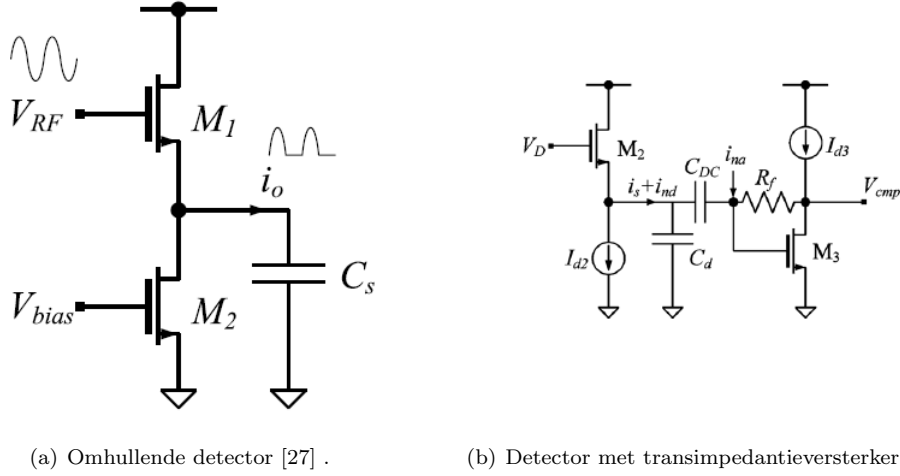 V_RF
M_1
i_o
V_bias
M_2
C_s
V_D
M_2
i_s+i_nd
C_DC
i_na
R_f
I_d3
V_cmp
I_d2
C_d
M_3
(a) Omhullende detector [27] .
(b) Detector met transimpedantieversterker